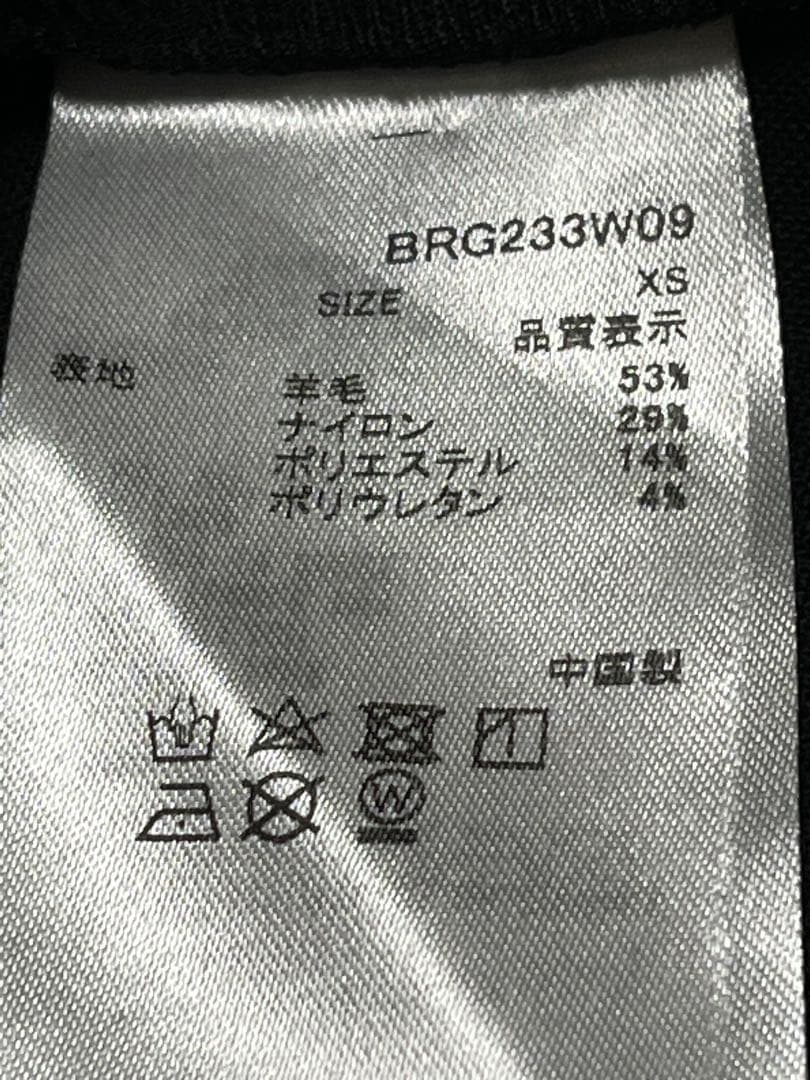 BRG233W09
SIZE XS
品質表示
表地 羊毛 53%
ナイロン 29%
ポリエステル 14%
ポリウレタン 4%
中国製
W